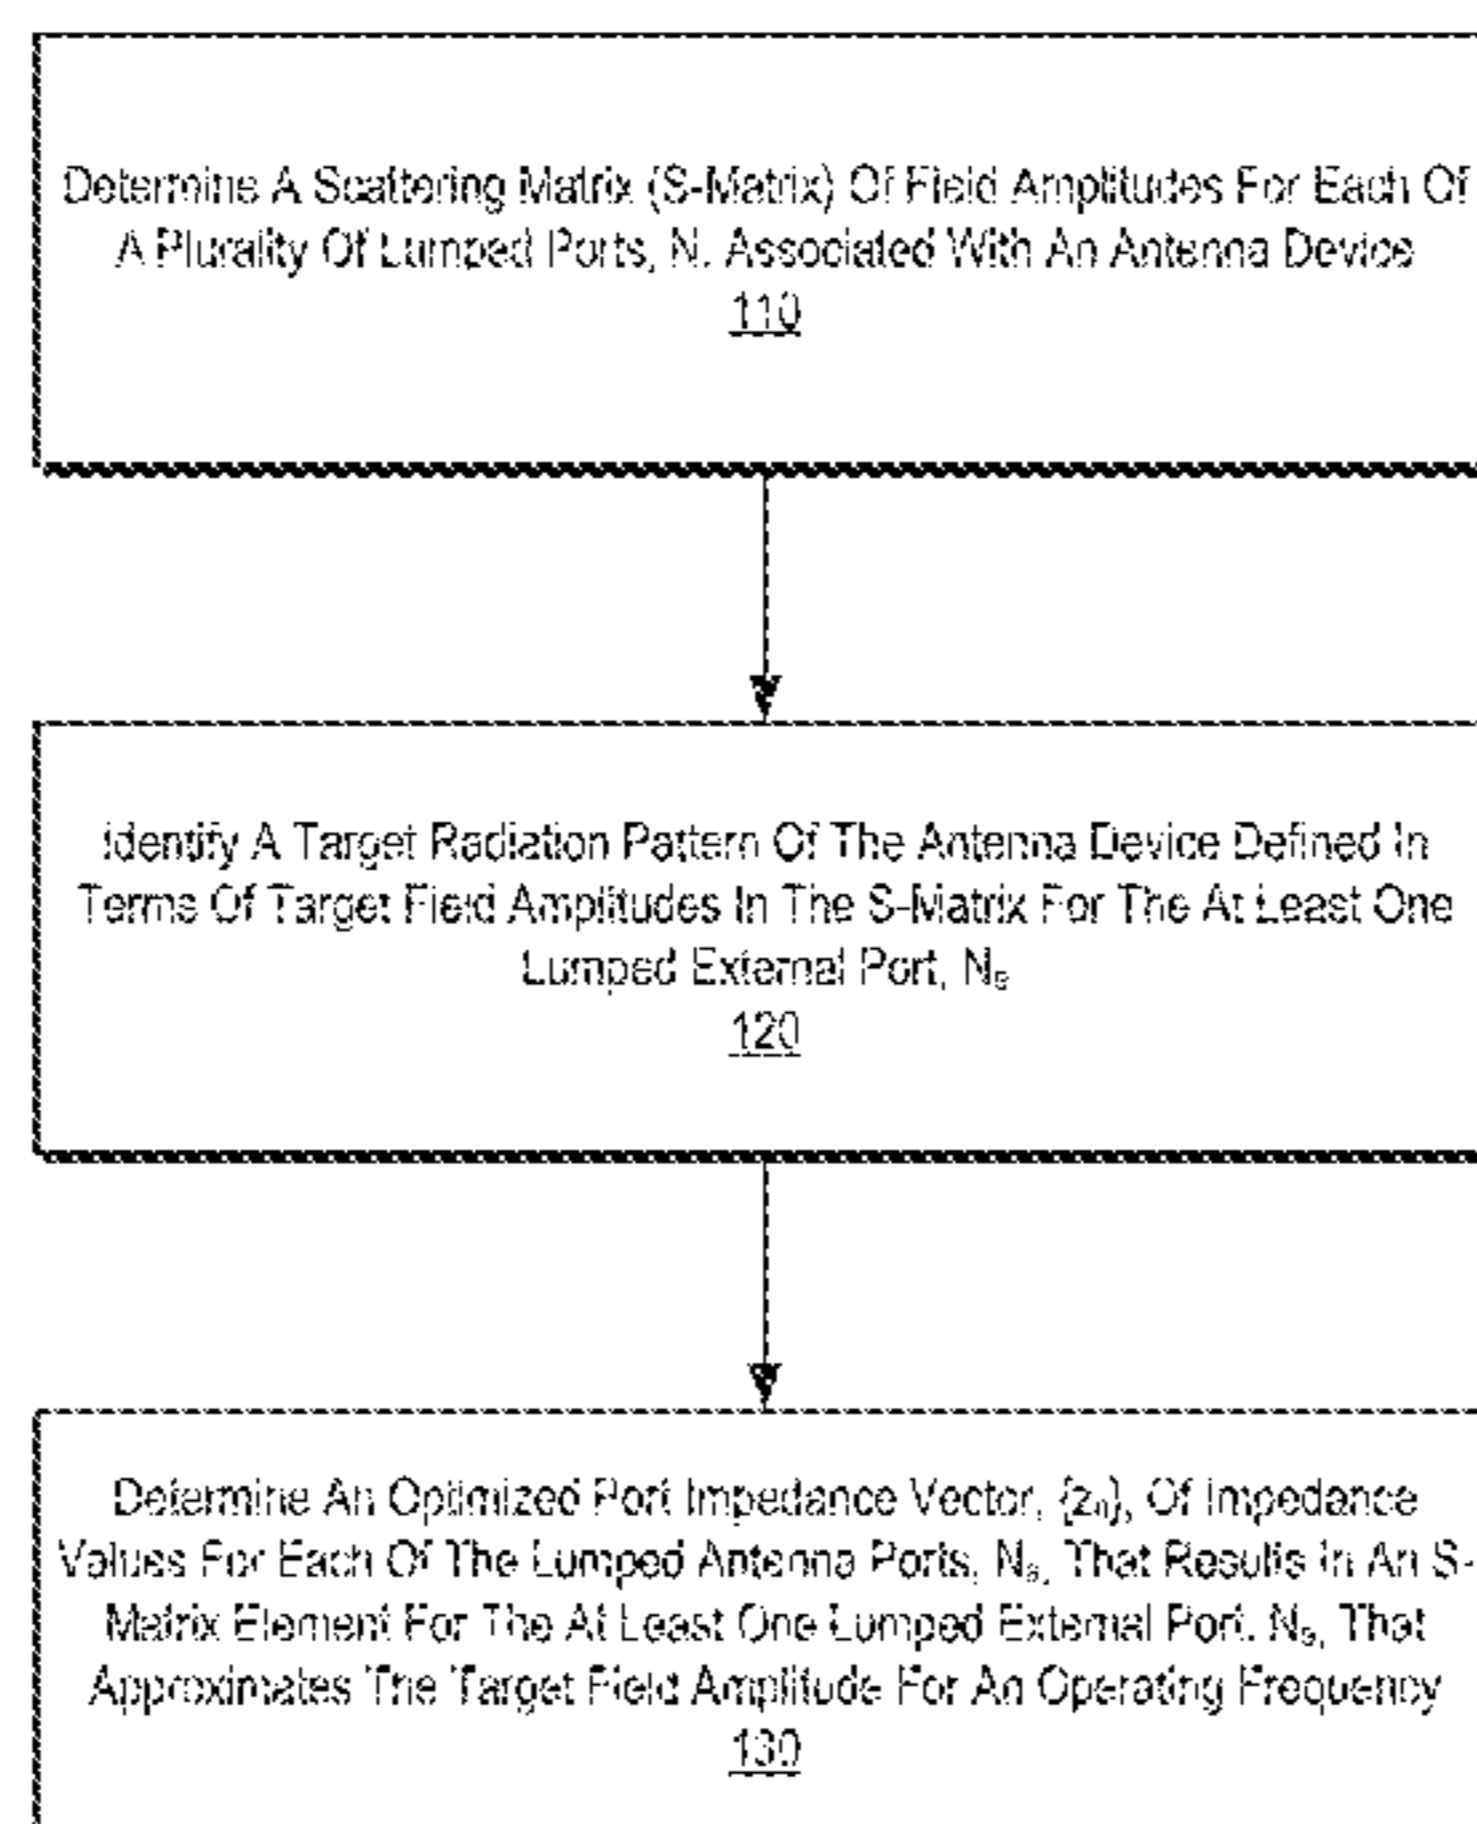 Determine A Scattering Matrix (S-Matrix) Of Field Amplitudes For Each Of
A Plurality Of Lumped Ports, N, Associated With An Antenna Device
110
Identify A Target Radiation Pattern Of The Antenna Device Defined In
Terms Of Target Field Amplitudes In The S-Matrix For The At Least One
Lumped External Port, Nₑ
120
Determine An Optimized Port Impedance Vector, {zₙ}, Of Impedance
Values For Each Of The Lumped Antenna Ports, Nₐ, That Results In An S-
Matrix Element For The At Least One Lumped External Port, Nₑ, That
Approximates The Target Field Amplitude For An Operating Frequency
130